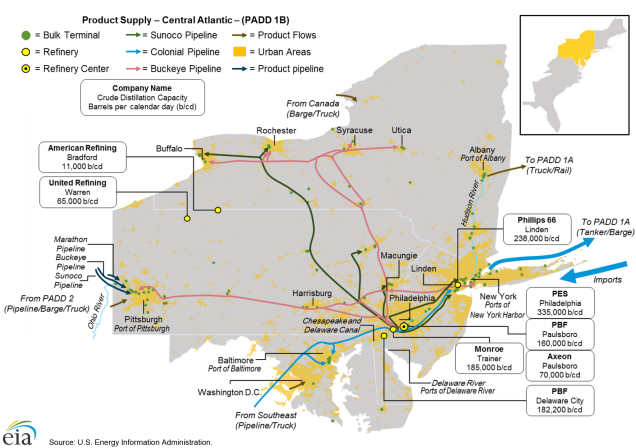 Product Supply – Central Atlantic – (PADD 1B)
= Bulk Terminal
= Sunoco Pipeline
= Product Flows
= Refinery
= Colonial Pipeline
= Urban Areas
= Refinery Center
= Buckeye Pipeline
= Product pipeline
Company Name
Crude Distillation Capacity
Barrels per calendar day (b/cd)
From Canada
(Barge/Truck)
Rochester
Syracuse
Utica
Buffalo
Albany
Port of Albany
To PADD 1A
(Truck/Rail)
American Refining
Bradford
11,000 b/cd
United Refining
Warren
65,000 b/cd
Hudson River
Phillips 66
Linden
238,000 b/cd
To PADD 1A
(Tanker/Barge)
Marathon
Pipeline
Buckeye
Pipeline
Sunoco
Pipeline
From PADD 2
(Pipeline/Barge/Truck)
Ohio River
Pittsburgh
Port of Pittsburgh
Harrisburg
Macungie
Linden
Philadelphia
New York
Ports of
New York Harbor
Imports
PES
Philadelphia
335,000 b/cd
PBF
Paulsboro
160,000 b/cd
Axeon
Paulsboro
70,000 b/cd
PBF
Delaware City
182,200 b/cd
Monroe
Trainer
185,000 b/cd
Chesapeake and
Delaware Canal
Baltimore
Port of Baltimore
Washington D.C.
Delaware River
Ports of Delaware River
From Southeast
(Pipeline/Truck)
eia
Source: U.S. Energy Information Administration.